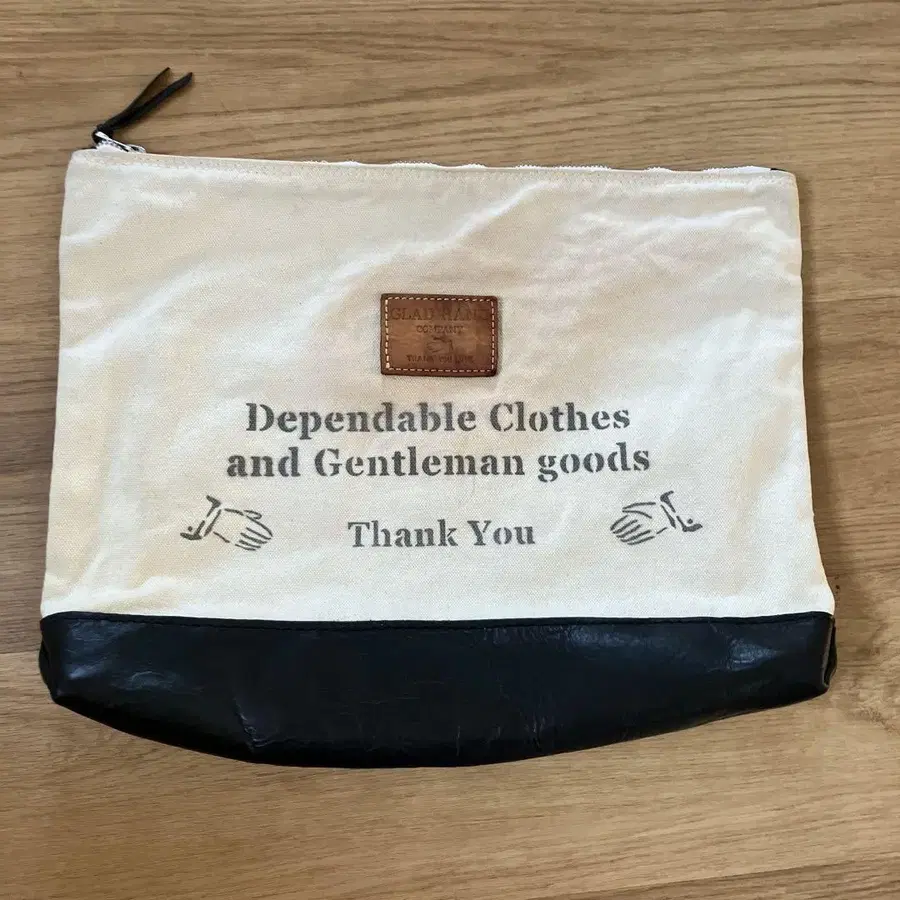 GLAD HAND
COMPANY
Dependable Clothes
and Gentleman goods
Thank You